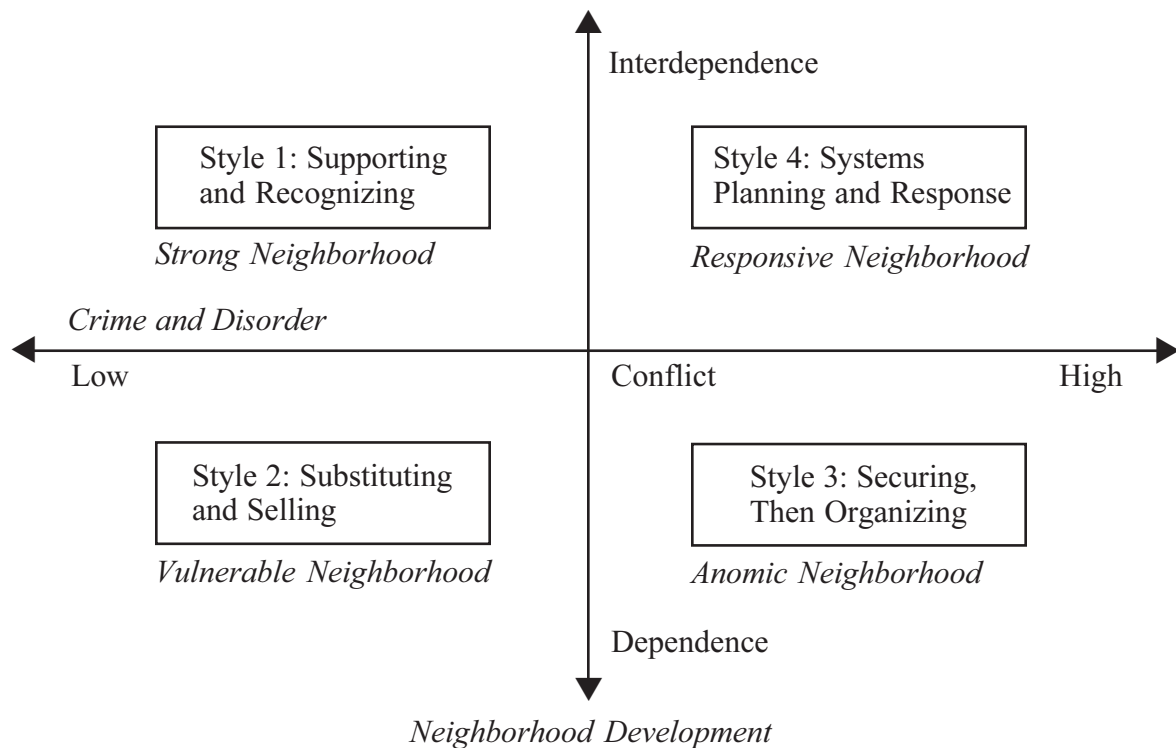 Interdependence
Style 1: Supporting
and Recognizing
Strong Neighborhood
Style 4: Systems
Planning and Response
Responsive Neighborhood
Crime and Disorder
Low
Conflict
High
Style 2: Substituting
and Selling
Vulnerable Neighborhood
Style 3: Securing,
Then Organizing
Anomic Neighborhood
Dependence
Neighborhood Development